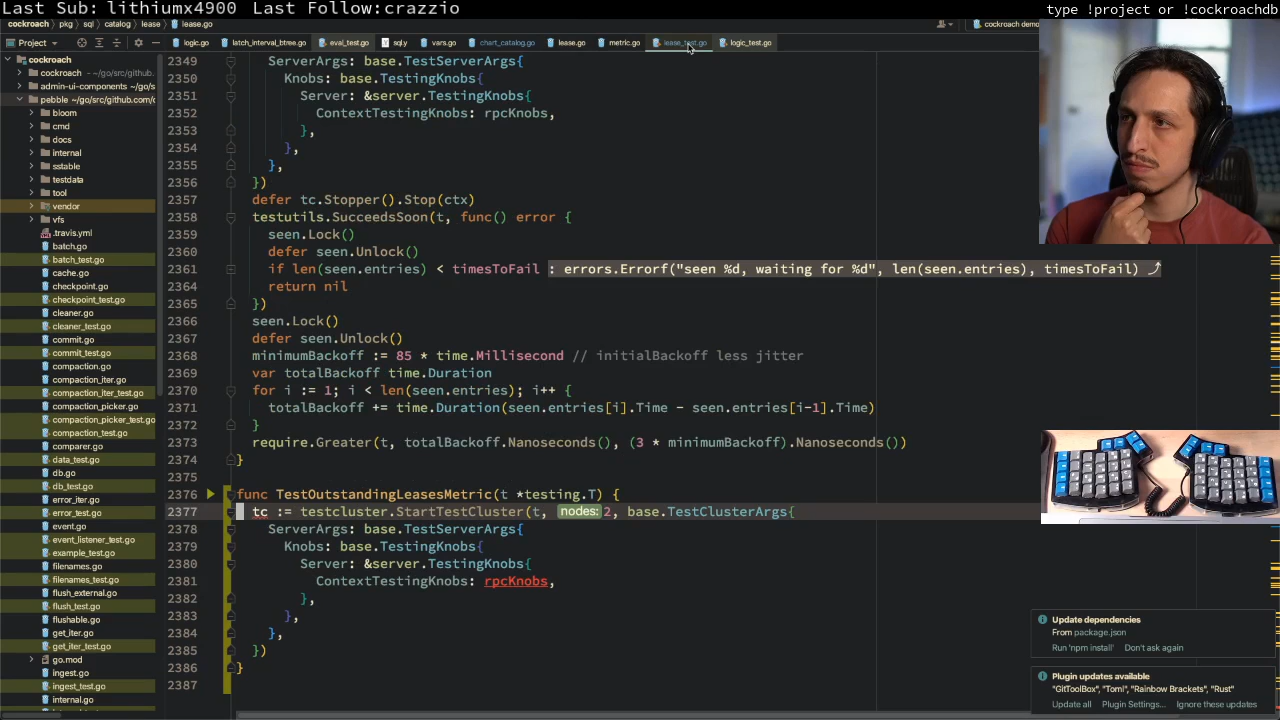 Last Sub: lithiumx4900 Last Follow:crazzio
type !project or !cockroachdb
cockroach pkg sql catalog lease lease.go
cockroach demo
Project
logic.go latch_interval_btree.go eval_test.go sql.y vars.go chart_catalog.go lease.go metric.go lease_test.go logic_test.go
cockroach
cockroach ~/go/src/github.
admin-ui-components ~/go/s
pebble ~/go/src/github.com/c
bloom
cmd
docs
internal
sstable
testdata
tool
vendor
vfs
.travis.yml
batch.go
batch_test.go
cache.go
checkpoint.go
checkpoint_test.go
cleaner.go
cleaner_test.go
commit.go
commit_test.go
compaction.go
compaction_iter.go
compaction_iter_test.go
compaction_picker.go
compaction_picker_test.go
compaction_test.go
comparer.go
data_test.go
db.go
db_test.go
error_iter.go
error_test.go
event.go
event_listener_test.go
example_test.go
filenames.go
filenames_test.go
flush_external.go
flush_test.go
flushable.go
get_iter.go
get_iter_test.go
go.mod
ingest.go
ingest_test.go
internal.go
2349 ServerArgs: base.TestServerArgs{
2350 Knobs: base.TestingKnobs{
2351 Server: &server.TestingKnobs{
2352 ContextTestingKnobs: rpcKnobs,
2353 },
2354 },
2355 },
2356 })
2357 defer tc.Stopper().Stop(ctx)
2358 testutils.SucceedsSoon(t, func() error {
2359 seen.Lock()
2360 defer seen.Unlock()
2361 if len(seen.entries) < timesToFail : errors.Errorf("seen %d, waiting for %d", len(seen.entries), timesToFail)
2364 return nil
2365 })
2366 seen.Lock()
2367 defer seen.Unlock()
2368 minimumBackoff := 85 * time.Millisecond // initialBackoff less jitter
2369 var totalBackoff time.Duration
2370 for i := 1; i < len(seen.entries); i++ {
2371 totalBackoff += time.Duration(seen.entries[i].Time - seen.entries[i-1].Time)
2372 }
2373 require.Greater(t, totalBackoff.Nanoseconds(), (3 * minimumBackoff).Nanoseconds())
2374 }
2375
2376 func TestOutstandingLeasesMetric(t *testing.T) {
2377 tc := testcluster.StartTestCluster(t, nodes: 2, base.TestClusterArgs{
2378 ServerArgs: base.TestServerArgs{
2379 Knobs: base.TestingKnobs{
2380 Server: &server.TestingKnobs{
2381 ContextTestingKnobs: rpcKnobs,
2382 },
2383 },
2384 },
2385 })
2386 }
2387
Update dependencies
From package.json
Run 'npm install' Don't ask again
Plugin updates available
"GitToolBox", "Toml", "Rainbow Brackets", "Rust"
Update all Plugin Settings... Ignore these updates